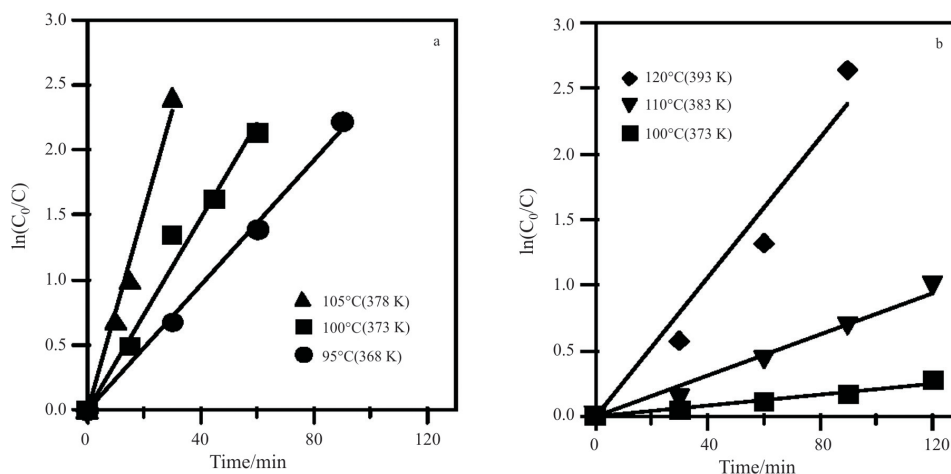 a
3.0
2.5
2.0
1.5
1.0
0.5
0.0
ln(C₀/C)
105°C(378 K)
100°C(373 K)
95°C(368 K)
0 40 80 120
Time/min
b
3.0
2.5
2.0
1.5
1.0
0.5
0.0
ln(C₀/C)
120°C(393 K)
110°C(383 K)
100°C(373 K)
0 40 80 120
Time/min